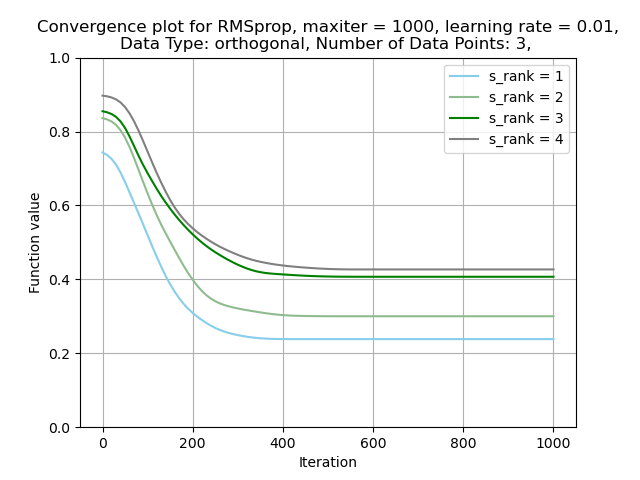 Convergence plot for RMSprop, maxiter = 1000, learning rate = 0.01,
Data Type: orthogonal, Number of Data Points: 3,
1.0
0.8
0.6
0.4
0.2
0.0
Function value
s_rank = 1
s_rank = 2
s_rank = 3
s_rank = 4
0 200 400 600 800 1000
Iteration